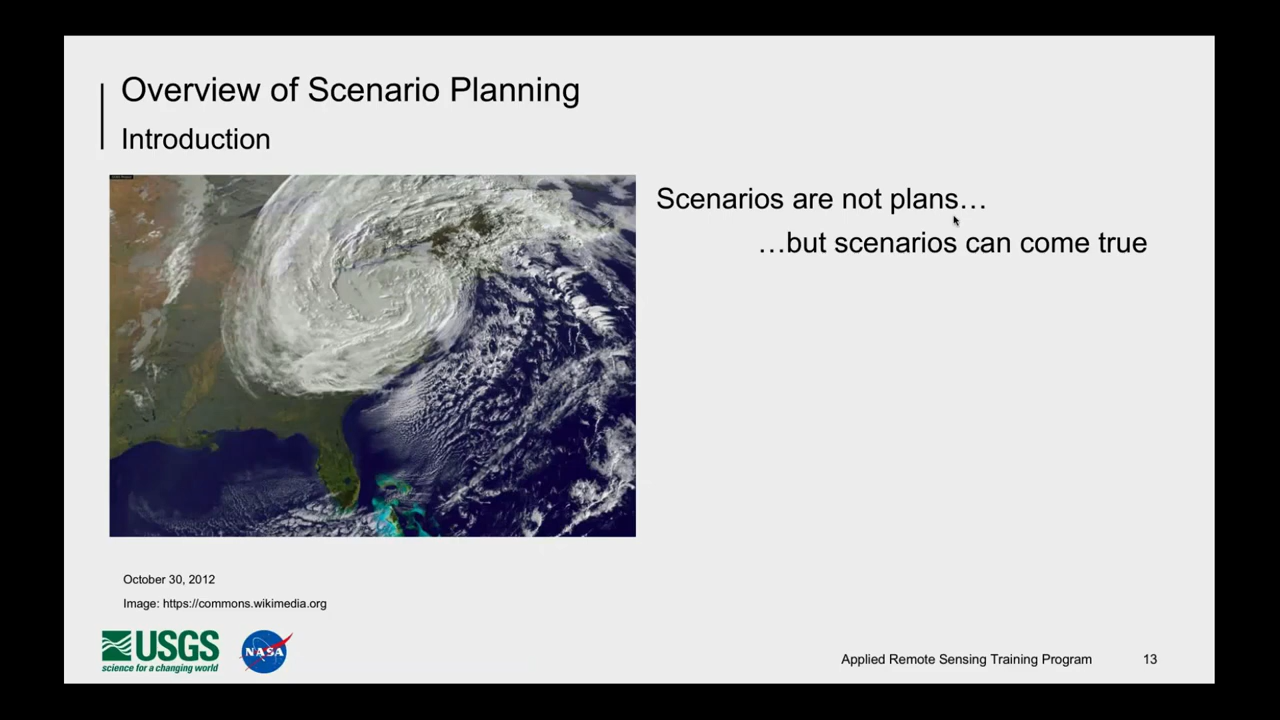 Overview of Scenario Planning
Introduction
Scenarios are not plans…
…but scenarios can come true
October 30, 2012
Image: https://commons.wikimedia.org
USGS
science for a changing world
NASA
Applied Remote Sensing Training Program
13